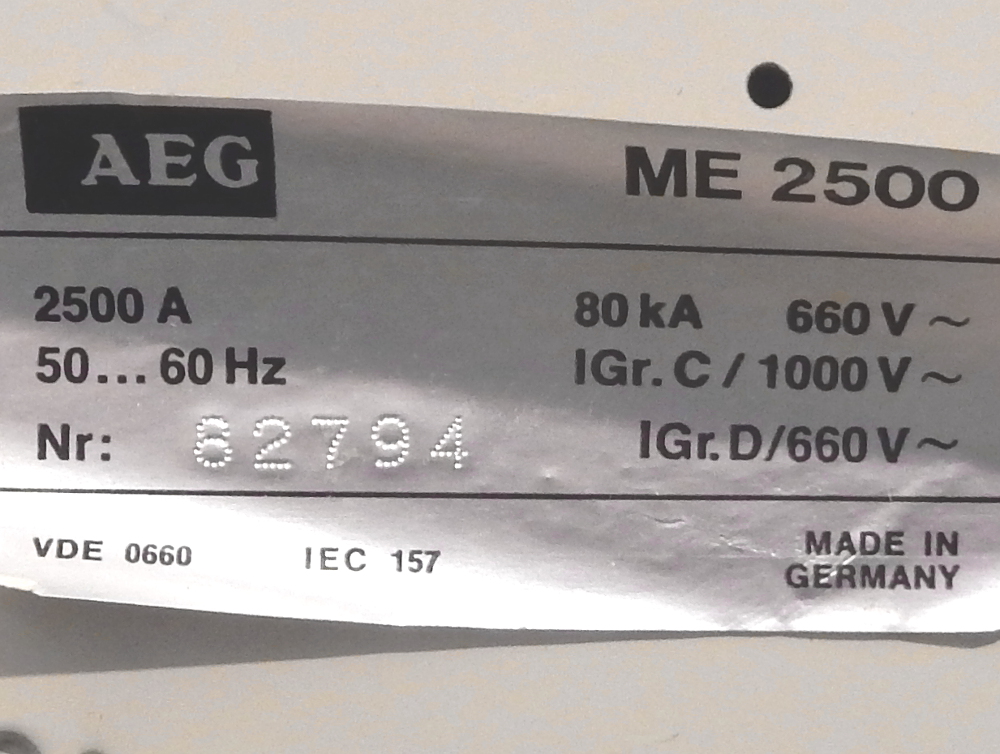 AEG
ME 2500
2500 A
80 kA 660 V ~
50... 60 Hz
IGr. C / 1000 V ~
Nr: 82794
IGr. D/660 V ~
VDE 0660 IEC 157
MADE IN
GERMANY